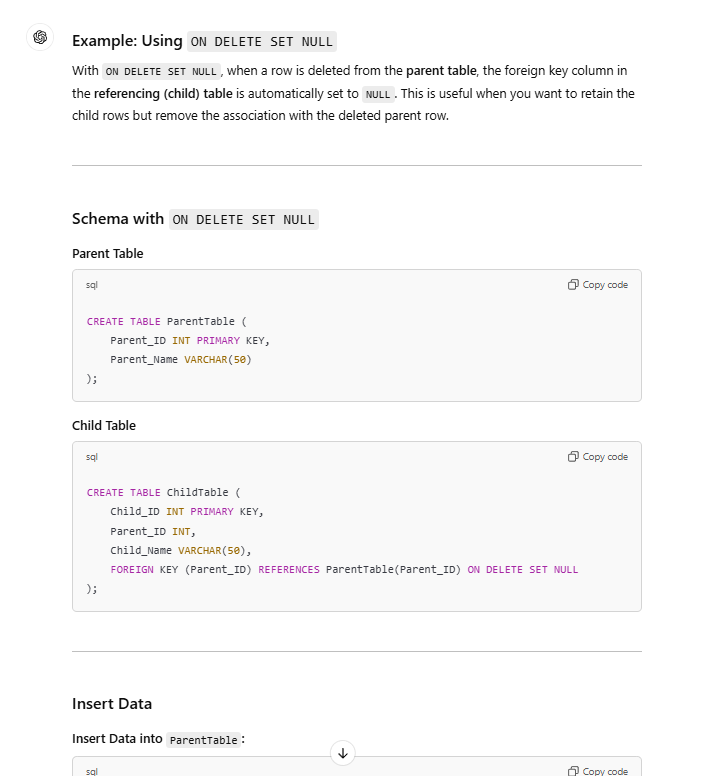 Example: Using ON DELETE SET NULL
With ON DELETE SET NULL, when a row is deleted from the parent table, the foreign key column in
the referencing (child) table is automatically set to NULL. This is useful when you want to retain the
child rows but remove the association with the deleted parent row.
Schema with ON DELETE SET NULL
Parent Table
sql Copy code
CREATE TABLE ParentTable (
    Parent_ID INT PRIMARY KEY,
    Parent_Name VARCHAR(50)
);
Child Table
sql Copy code
CREATE TABLE ChildTable (
    Child_ID INT PRIMARY KEY,
    Parent_ID INT,
    Child_Name VARCHAR(50),
    FOREIGN KEY (Parent_ID) REFERENCES ParentTable(Parent_ID) ON DELETE SET NULL
);
Insert Data
Insert Data into ParentTable:
sql Copy code